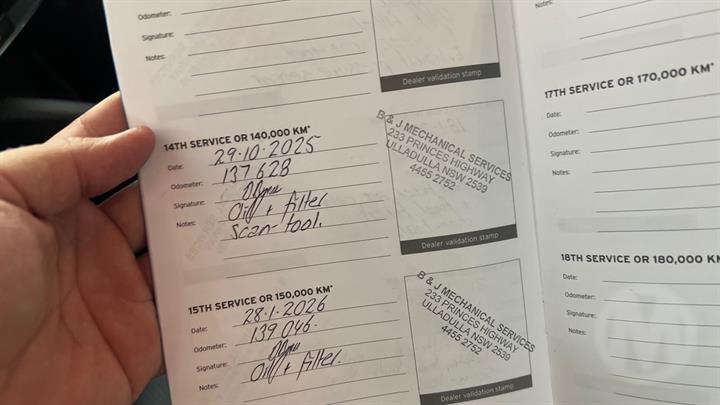 Odometer:
Signature:
Notes:
Dealer validation stamp
14TH SERVICE OR 140,000 KM*
Date: 29.10.2025
Odometer: 137628
Signature:
Notes: Oil + filter
scan-tool.
B & J MECHANICAL SERVICES
233 PRINCES HIGHWAY
ULLADULLA NSW 2539
4455 2752
Dealer validation stamp
15TH SERVICE OR 150,000 KM*
Date: 28.1.2026
Odometer: 139046.
Signature:
Notes: Oil + filter.
B & J MECHANICAL SERVICES
233 PRINCES HIGHWAY
ULLADULLA NSW 2539
4455 2752
Dealer validation stamp
Notes:
17TH SERVICE OR 170,000 KM*
Date:
Odometer:
Signature:
Notes:
18TH SERVICE OR 180,000 KM
Date:
Odometer:
Signature:
Notes: